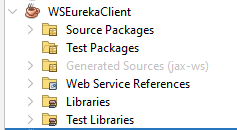 WSEurekaClient
Source Packages
Test Packages
Generated Sources (jax-ws)
Web Service References
Libraries
Test Libraries